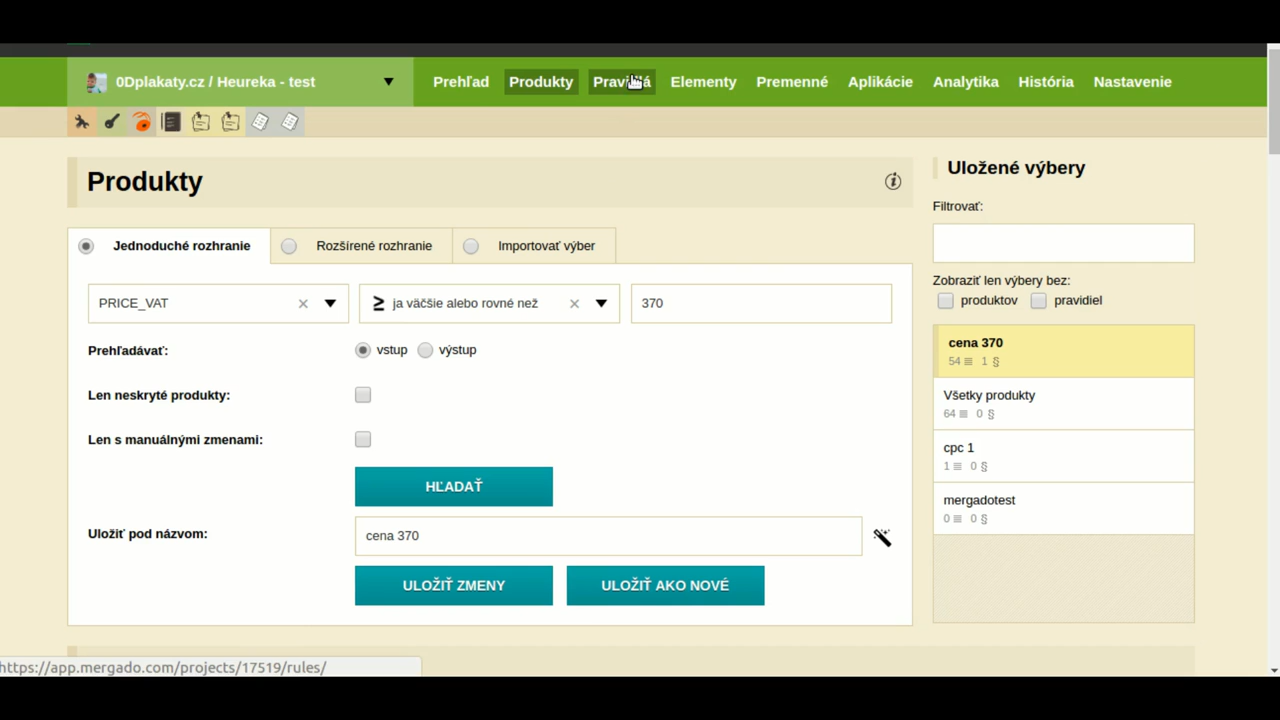 0Dplakaty.cz / Heureka - test
Prehľad Produkty Elementy Premenné Aplikácie Analytika História Nastavenie
Produkty
Jednoduché rozhranie Rozšírené rozhranie Importovať výber
PRICE_VAT ja väčšie alebo rovné než 370
Prehľadávať: vstup výstup
Len neskryté produkty:
Len s manuálnymi zmenami:
HĽADAŤ
Uložiť pod názvom: cena 370
ULOŽIŤ ZMENY ULOŽIŤ AKO NOVÉ
Uložené výbery
Filtrovať:
Zobraziť len výbery bez:
produktov pravidiel
cena 370
54 1 §
Všetky produkty
64 0 §
cpc 1
1 0 §
mergadotest
0 0 §
https://app.mergado.com/projects/17519/rules/